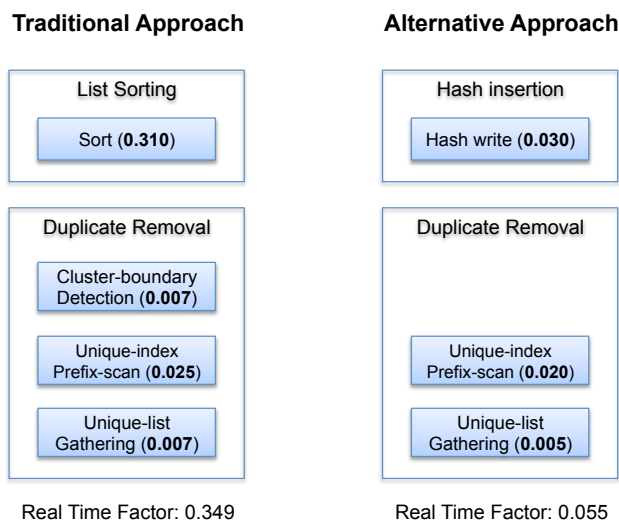 Traditional Approach
List Sorting
Sort (0.310)
Duplicate Removal
Cluster-boundary
Detection (0.007)
Unique-index
Prefix-scan (0.025)
Unique-list
Gathering (0.007)
Real Time Factor: 0.349
Alternative Approach
Hash insertion
Hash write (0.030)
Duplicate Removal
Unique-index
Prefix-scan (0.020)
Unique-list
Gathering (0.005)
Real Time Factor: 0.055